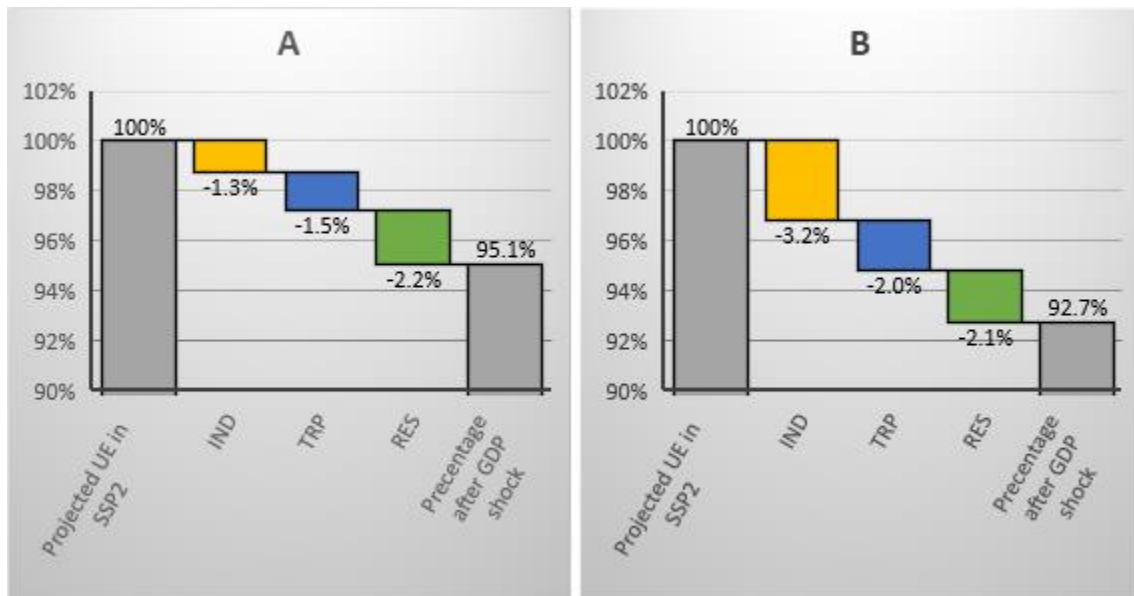 A
102%
100%
98%
96%
94%
92%
90%
100%
-1.3%
-1.5%
-2.2%
95.1%
Projected UE in
SSP2
IND
TRP
RES
Precentage
after GDP
shock
B
102%
100%
98%
96%
94%
92%
90%
100%
-3.2%
-2.0%
-2.1%
92.7%
Projected UE in
SSP2
IND
TRP
RES
Precentage
after GDP
shock